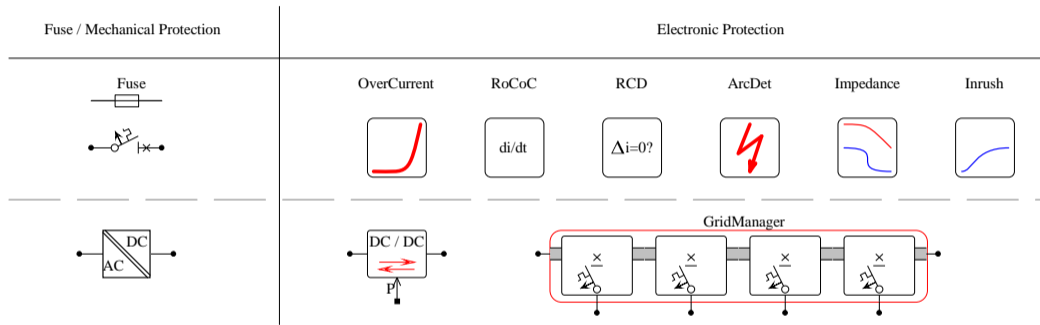 Fuse / Mechanical Protection
Electronic Protection
Fuse
OverCurrent
RoCoC
RCD
ArcDet
Impedance
Inrush
di/dt
Δi=0?
DC
AC
DC / DC
P
GridManager